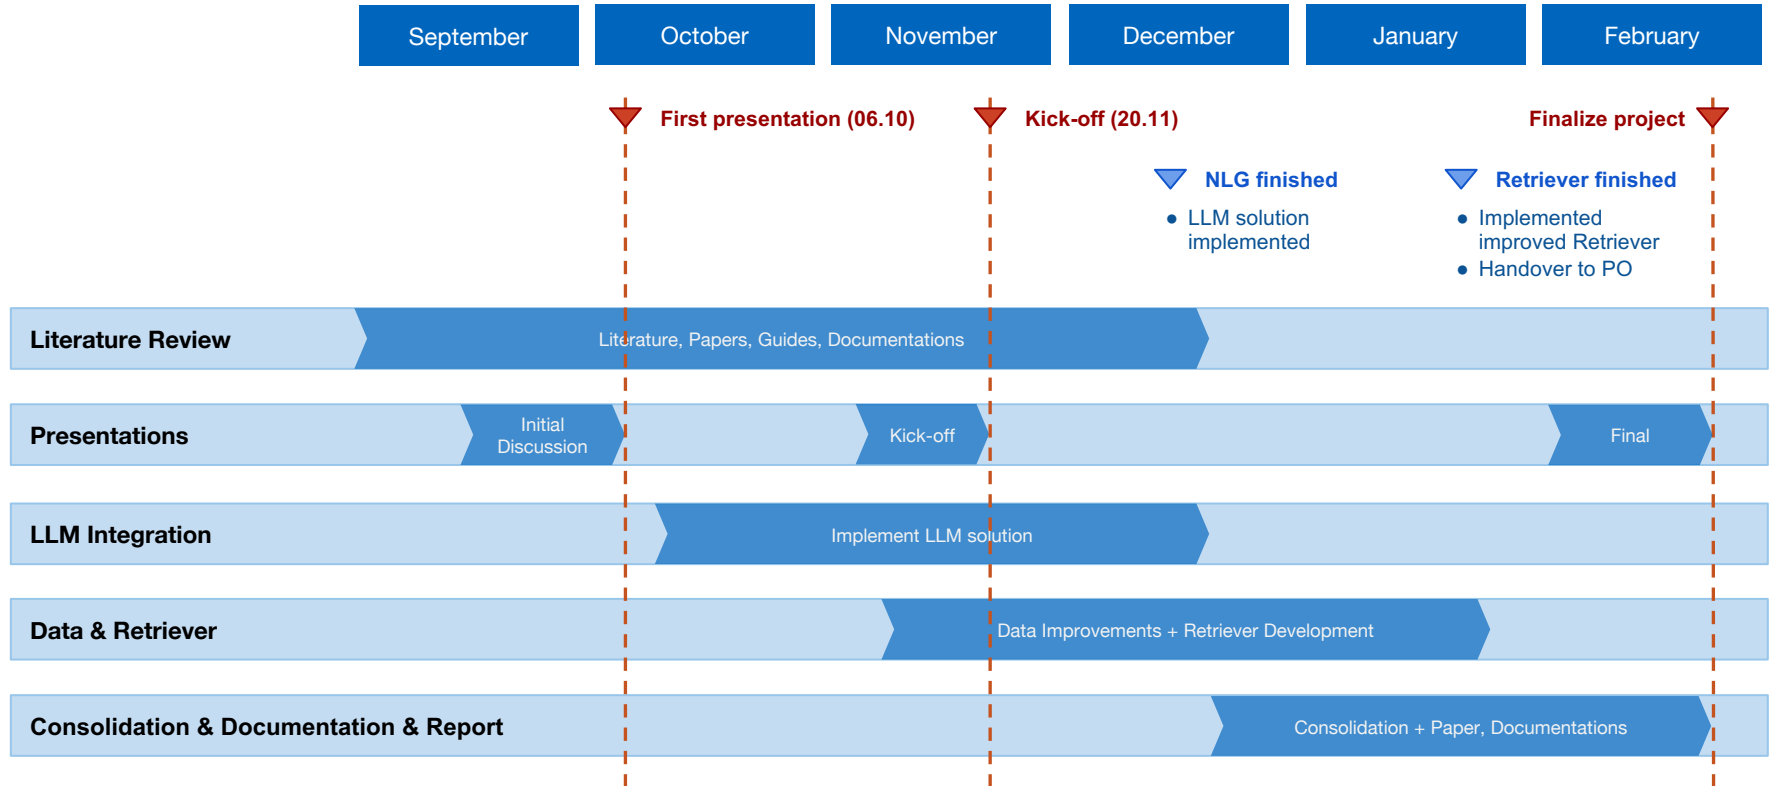 September
October
November
December
January
February
First presentation (06.10)
Kick-off (20.11)
Finalize project
NLG finished
● LLM solution
implemented
Retriever finished
● Implemented
improved Retriever
● Handover to PO
Literature Review
Literature, Papers, Guides, Documentations
Presentations
Initial
Discussion
Kick-off
Final
LLM Integration
Implement LLM solution
Data & Retriever
Data Improvements + Retriever Development
Consolidation & Documentation & Report
Consolidation + Paper, Documentations